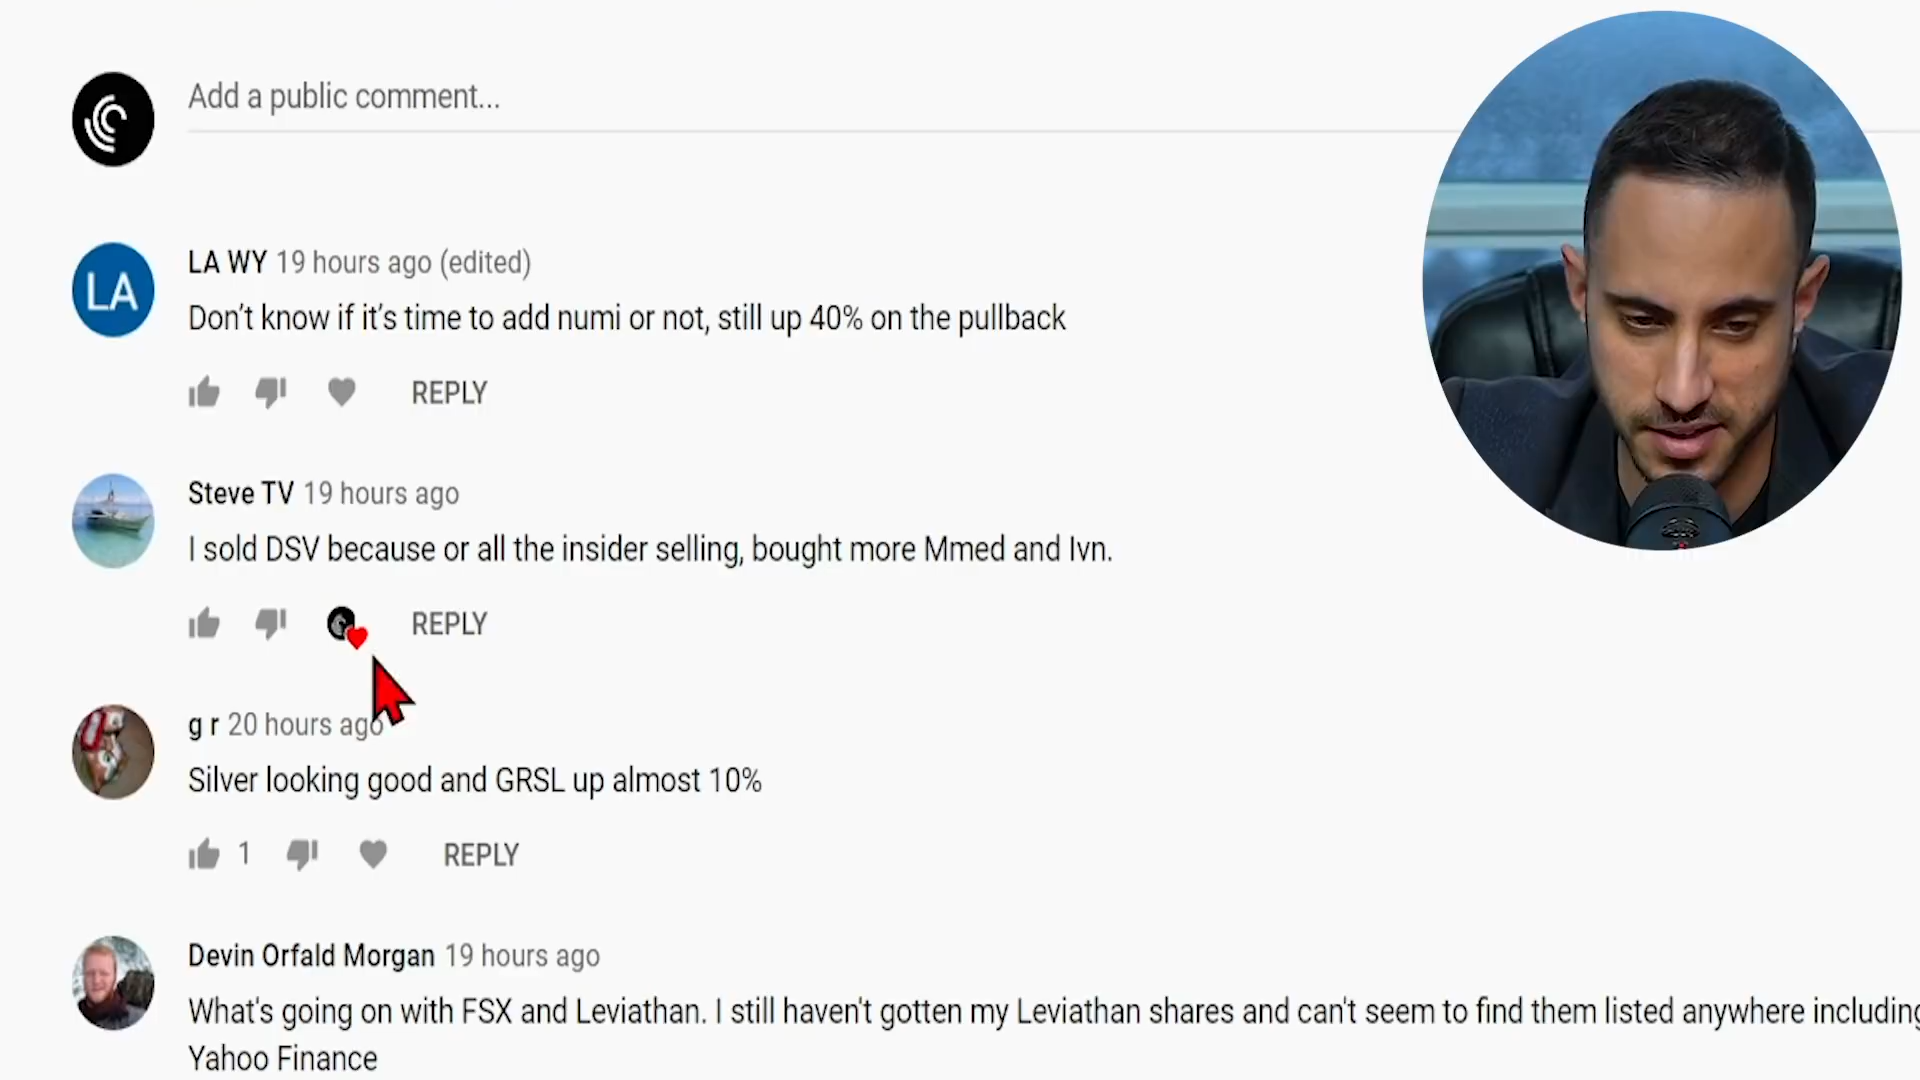 Add a public comment...
LA
LA WY 19 hours ago (edited)
Don’t know if it’s time to add numi or not, still up 40% on the pullback
REPLY
Steve TV 19 hours ago
I sold DSV because or all the insider selling, bought more Mmed and Ivn.
REPLY
g r 20 hours ago
Silver looking good and GRSL up almost 10%
1 REPLY
Devin Orfald Morgan 19 hours ago
What's going on with FSX and Leviathan. I still haven't gotten my Leviathan shares and can't seem to find them listed anywhere including
Yahoo Finance